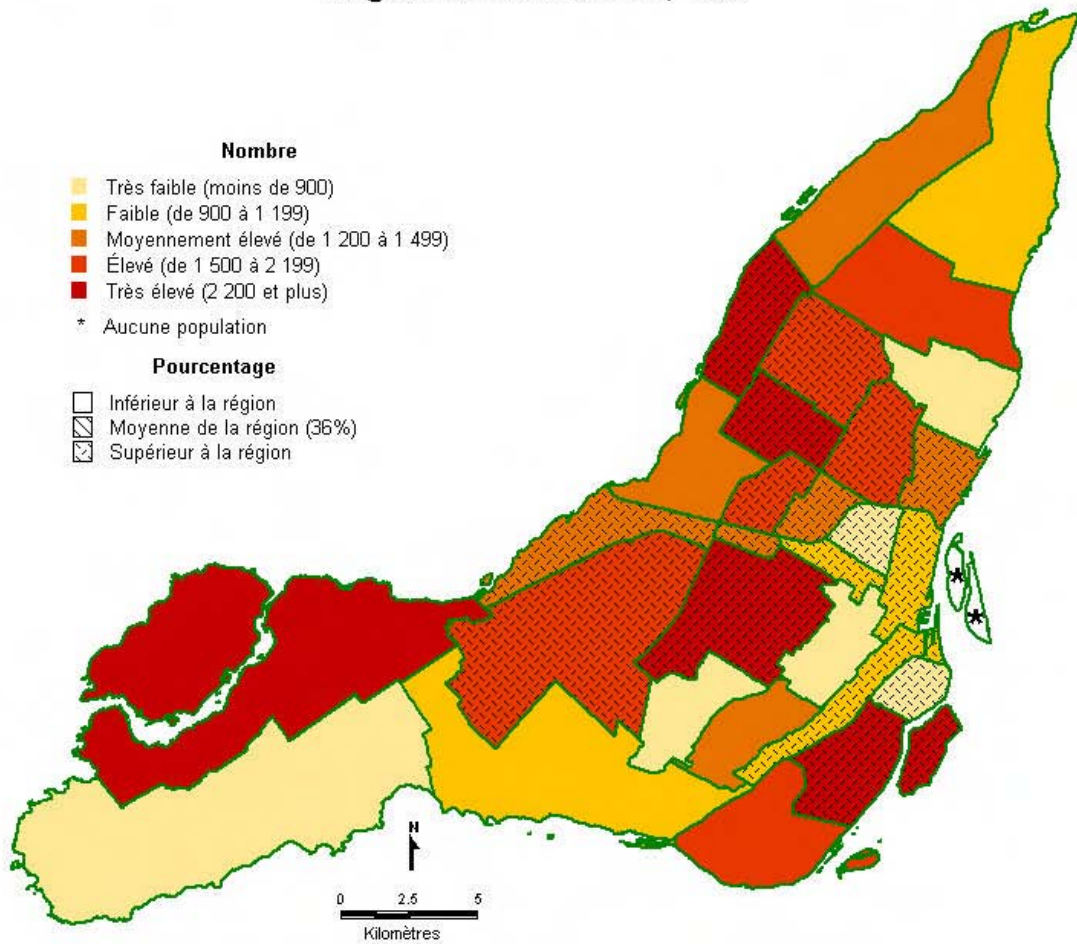 Nombre
Très faible (moins de 900)
Faible (de 900 à 1 199)
Moyennement élevé (de 1 200 à 1 499)
Élevé (de 1 500 à 2 199)
Très élevé (2 200 et plus)
* Aucune population
Pourcentage
Inférieur à la région
Moyenne de la région (36%)
Supérieur à la région
*
*
N
0 2.5 5
Kilomètres